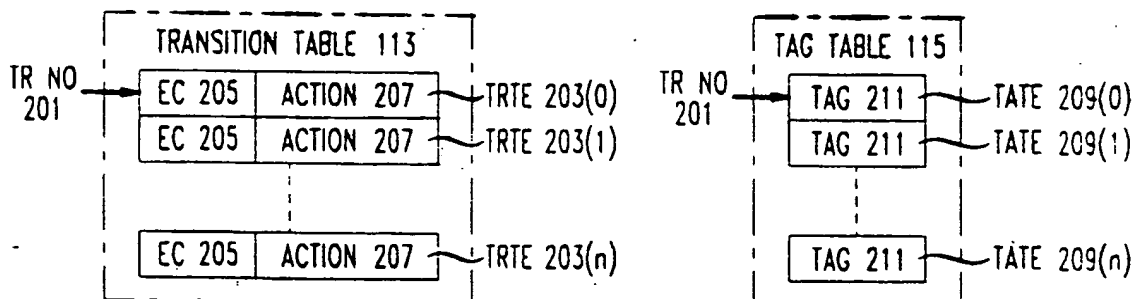 TRANSITION TABLE 113
TR NO
201
EC 205 ACTION 207 TRTE 203(0)
EC 205 ACTION 207 TRTE 203(1)
EC 205 ACTION 207 TRTE 203(n)
TAG TABLE 115
TR NO
201
TAG 211 TATE 209(0)
TAG 211 TATE 209(1)
TAG 211 TATE 209(n)